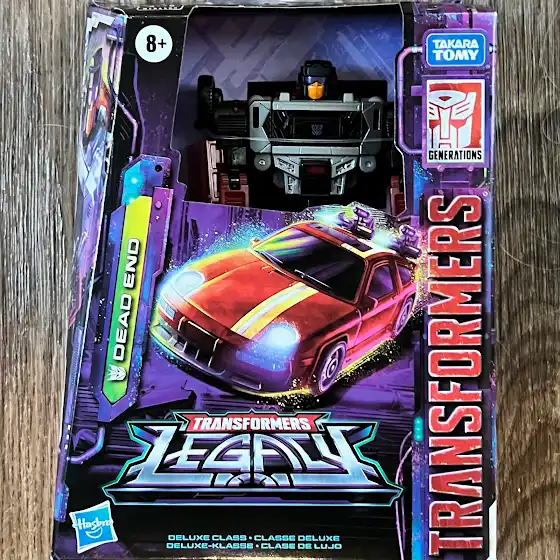 8+
TAKARA
TOMY
GENERATIONS
TRANSFORMERS
DEAD END
TRANSFORMERS
LEGACY
Hasbro
DELUXE CLASS • CLASSE DELUXE
DELUXE-KLASSE • CLASE DE LUJO